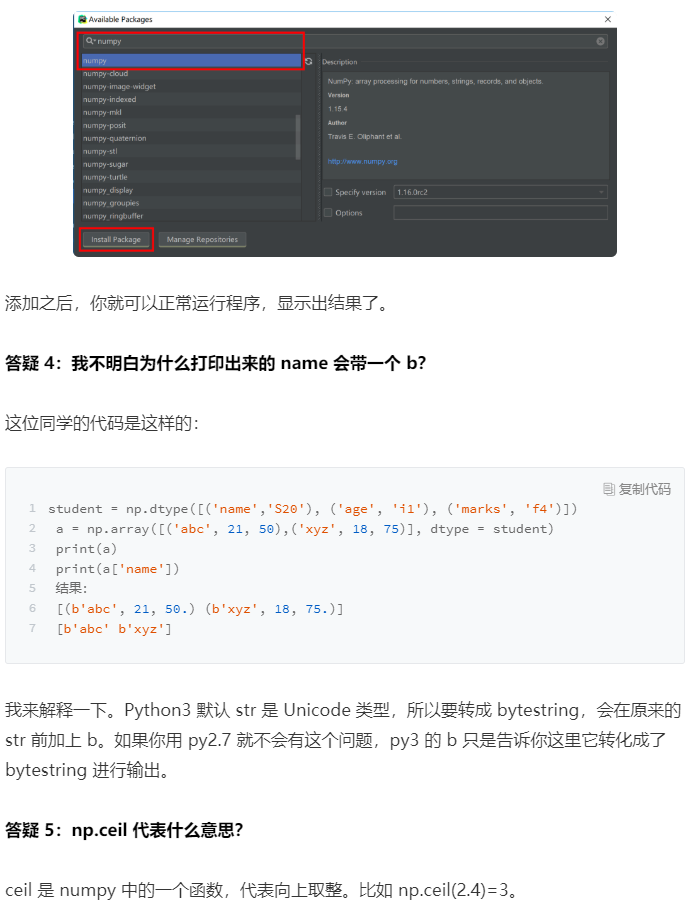 Available Packages
numpy
numpy
numpy-cloud
numpy-image-widget
numpy-indexed
numpy-mkl
numpy-posit
numpy-quaternion
numpy-stl
numpy-sugar
numpy-turtle
numpy_display
numpy_groupies
numpy_ringbuffer
Description
NumPy: array processing for numbers, strings, records, and objects.
Version
1.15.4
Author
Travis E. Oliphant et al.
http://www.numpy.org
Specify version 1.16.0rc2
Options
Install Package Manage Repositories
添加之后，你就可以正常运行程序，显示出结果了。
答疑 4：我不明白为什么打印出来的 name 会带一个 b？
这位同学的代码是这样的：
复制代码
1 student = np.dtype([('name','S20'), ('age', 'i1'), ('marks', 'f4')])
2 a = np.array([('abc', 21, 50),('xyz', 18, 75)], dtype = student)
3 print(a)
4 print(a['name'])
5 结果：
6 [(b'abc', 21, 50.) (b'xyz', 18, 75.)]
7 [b'abc' b'xyz']
我来解释一下。Python3 默认 str 是 Unicode 类型，所以要转成 bytestring，会在原来的
str 前加上 b。如果你用 py2.7 就不会有这个问题，py3 的 b 只是告诉你这里它转化成了
bytestring 进行输出。
答疑 5：np.ceil 代表什么意思？
ceil 是 numpy 中的一个函数，代表向上取整。比如 np.ceil(2.4)=3。